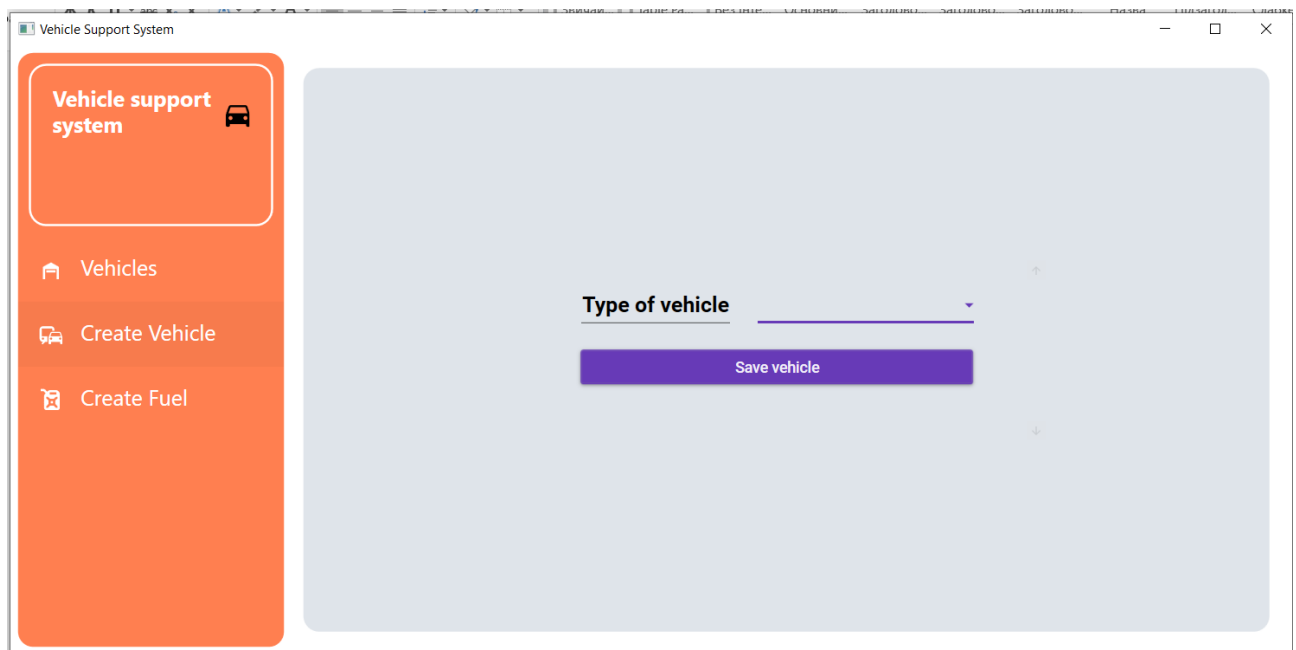 Vehicle Support System
Vehicle support
system
Vehicles
Create Vehicle
Create Fuel
Type of vehicle
Save vehicle